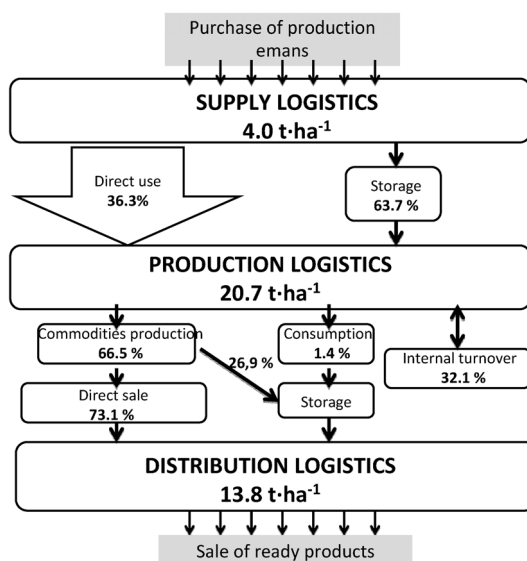 Purchase of production
emans
SUPPLY LOGISTICS
4.0 t·ha⁻¹
Direct use
36.3%
Storage
63.7 %
PRODUCTION LOGISTICS
20.7 t·ha⁻¹
Commodities production
66.5 %
26,9 %
Consumption
1.4 %
Internal turnover
32.1 %
Direct sale
73.1 %
Storage
DISTRIBUTION LOGISTICS
13.8 t·ha⁻¹
Sale of ready products